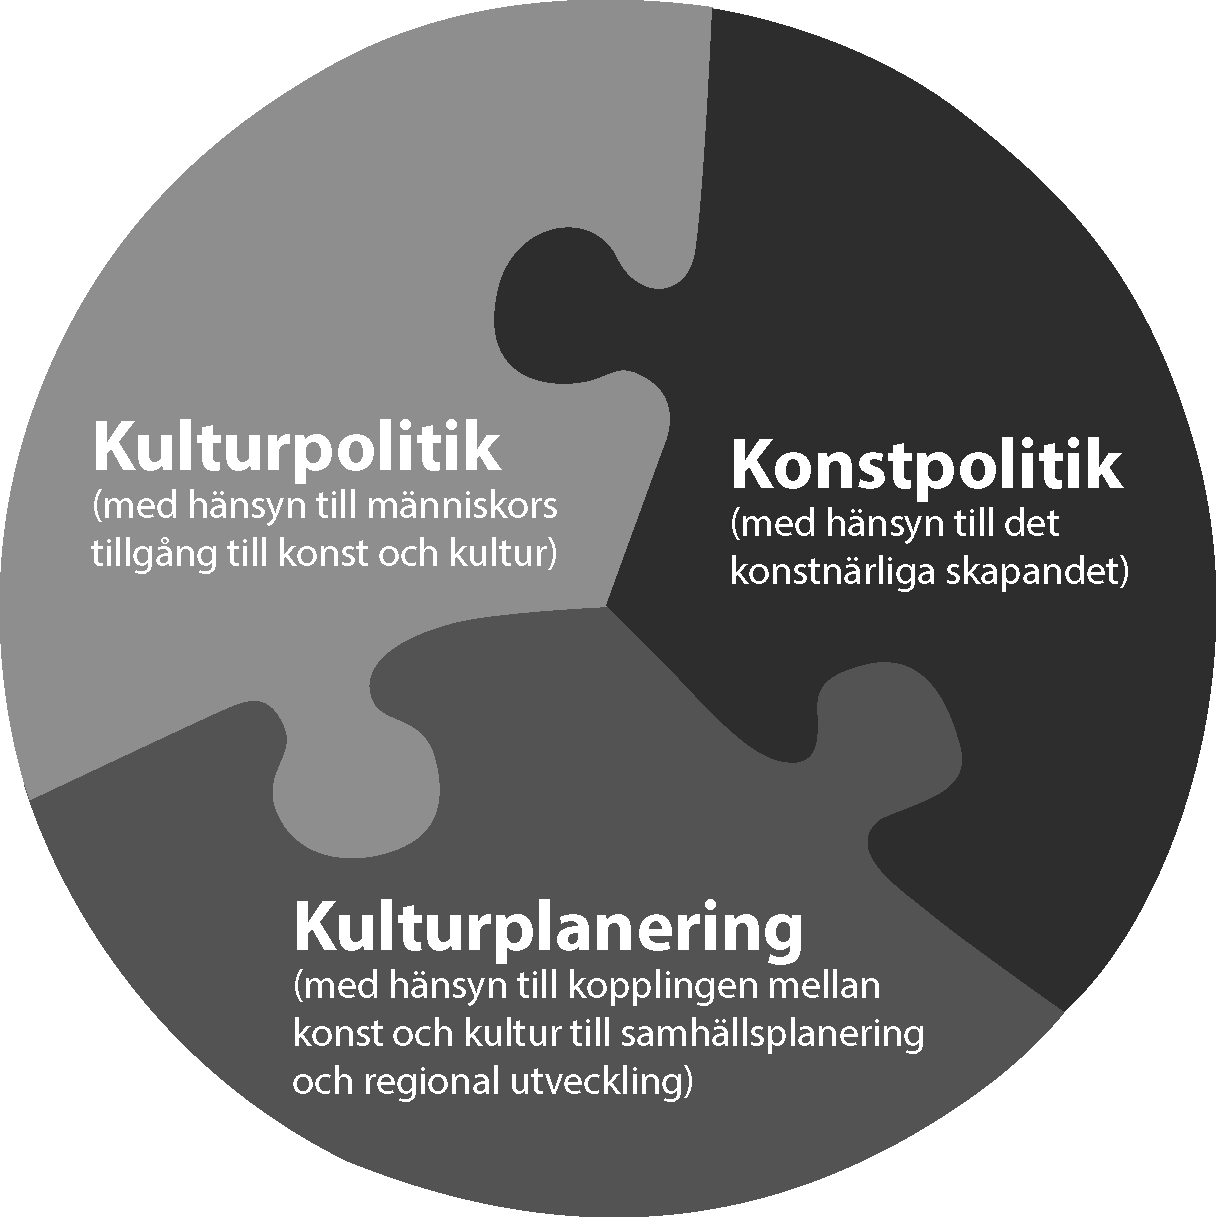 Kulturpolitik
(med hänsyn till människors
tillgång till konst och kultur)
Konstpolitik
(med hänsyn till det
konstnärliga skapandet)
Kulturplanering
(med hänsyn till kopplingen mellan
konst och kultur till samhällsplanering
och regional utveckling)